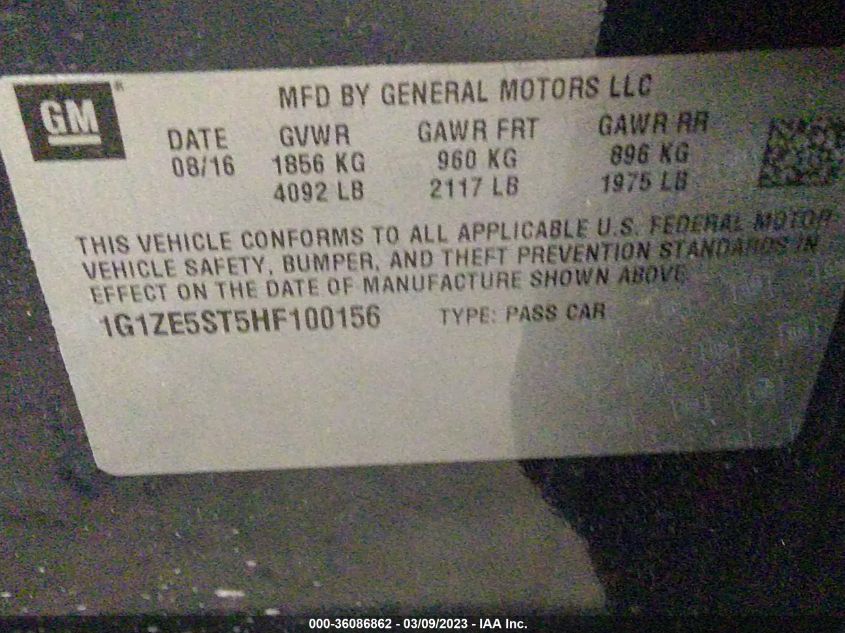 GM®
MFD BY GENERAL MOTORS LLC
DATE GVWR GAWR FRT GAWR RR
08/16 1856 KG 960 KG 896 KG
4092 LB 2117 LB 1975 LB
THIS VEHICLE CONFORMS TO ALL APPLICABLE U.S. FEDERAL MOTOR
VEHICLE SAFETY, BUMPER, AND THEFT PREVENTION STANDARDS IN
EFFECT ON THE DATE OF MANUFACTURE SHOWN ABOVE.
1G1ZE5ST5HF100156 TYPE: PASS CAR
000-36086862 - 03/09/2023 - IAA Inc.